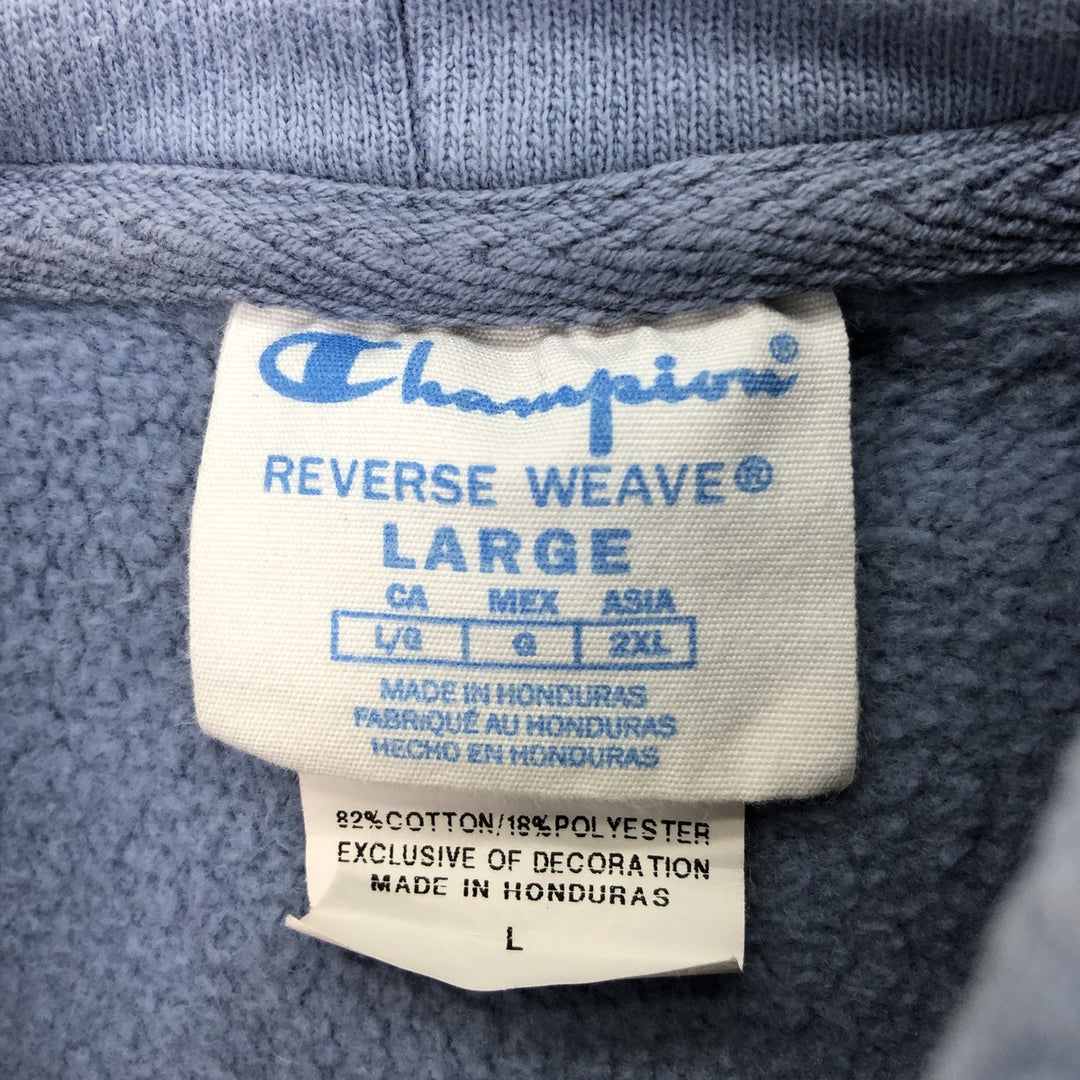 Champion®
REVERSE WEAVE®
LARGE
CA MEX ASIA
L/G G 2XL
MADE IN HONDURAS
FABRIQUÉ AU HONDURAS
HECHO EN HONDURAS
82%COTTON/18%POLYESTER
EXCLUSIVE OF DECORATION
MADE IN HONDURAS
L